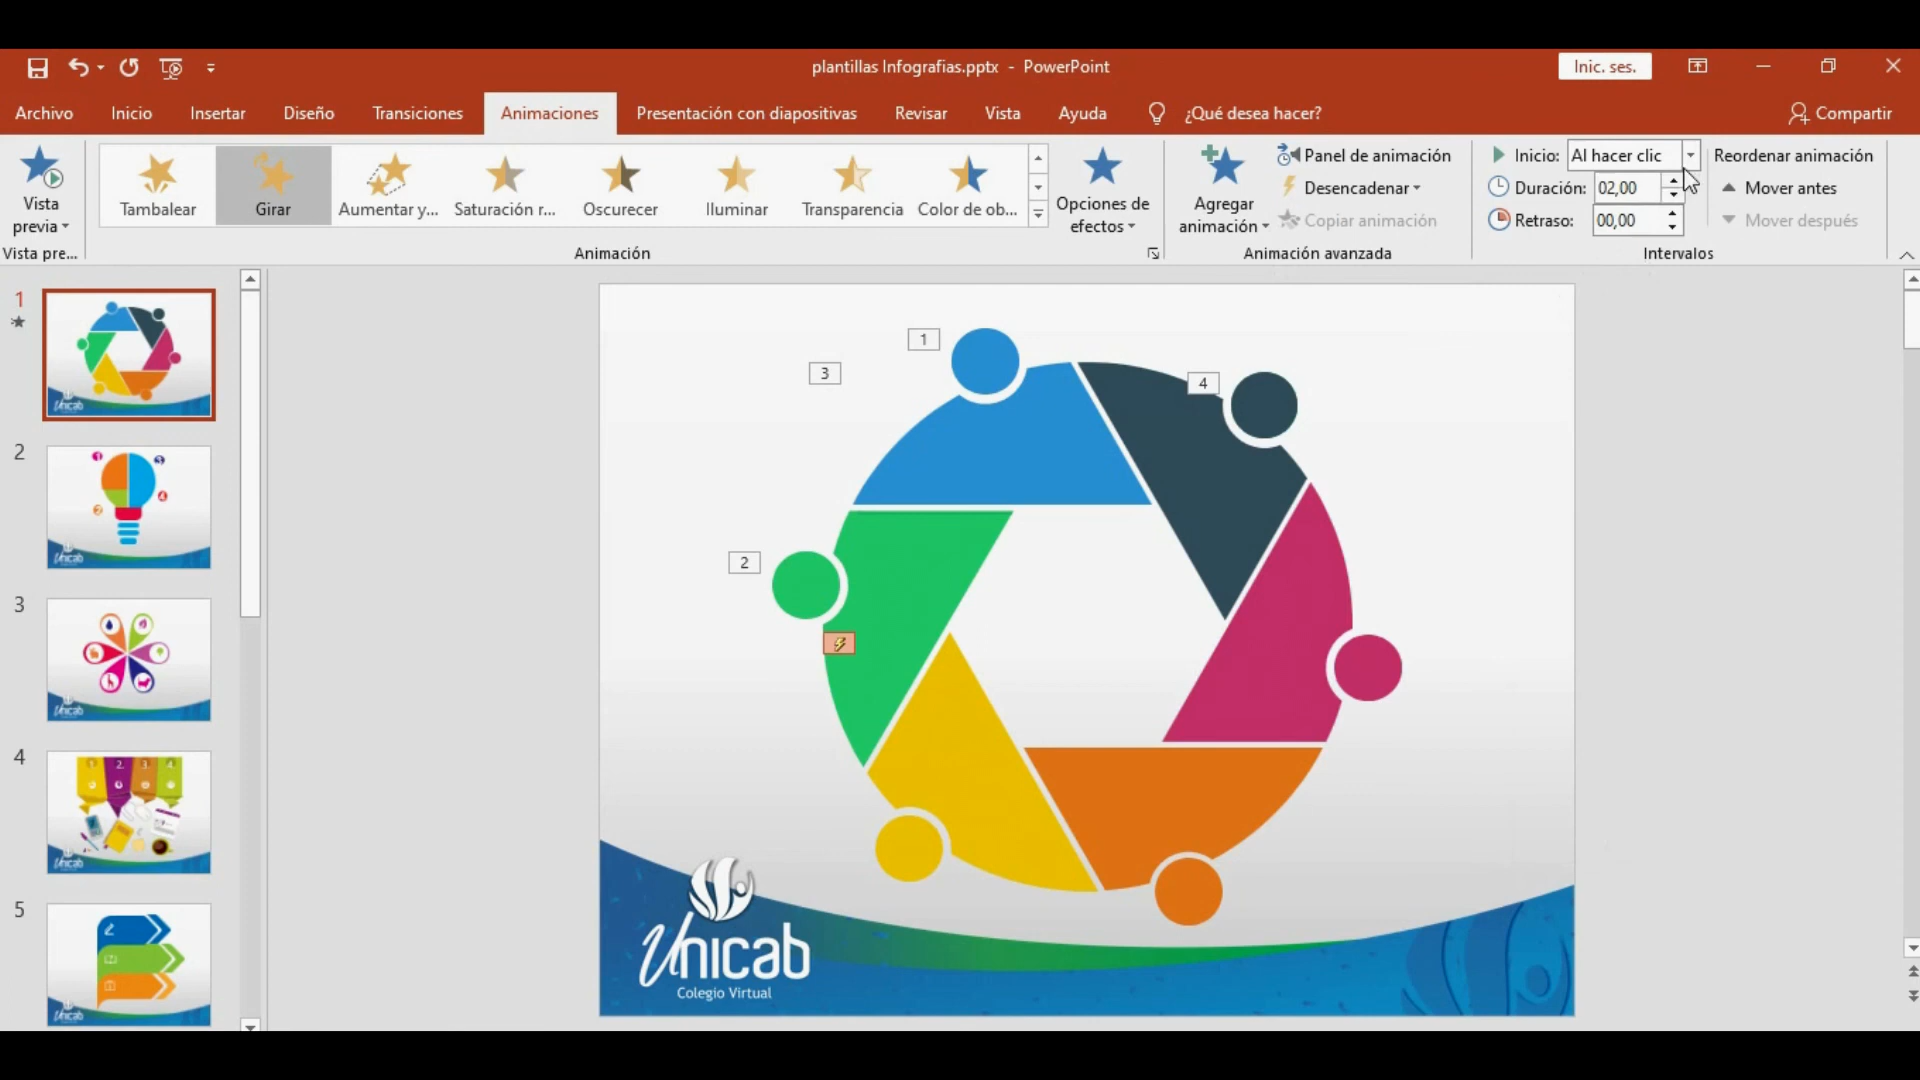 plantillas Infografias.pptx - PowerPoint
Inic. ses.
Archivo
Inicio
Insertar
Diseño
Transiciones
Animaciones
Presentación con diapositivas
Revisar
Vista
Ayuda
¿Qué desea hacer?
Compartir
Vista
previa
Vista pre...
Tambalear
Girar
Aumentar y...
Saturación r...
Oscurecer
Iluminar
Transparencia
Color de ob...
Animación
Opciones de
efectos
Agregar
animación
Panel de animación
Desencadenar
Copiar animación
Animación avanzada
Inicio: Al hacer clic
Duración: 02,00
Retraso: 00,00
Reordenar animación
Mover antes
Mover después
Intervalos
1
2
3
4
5
1
3
4
2
Unicab
Colegio Virtual